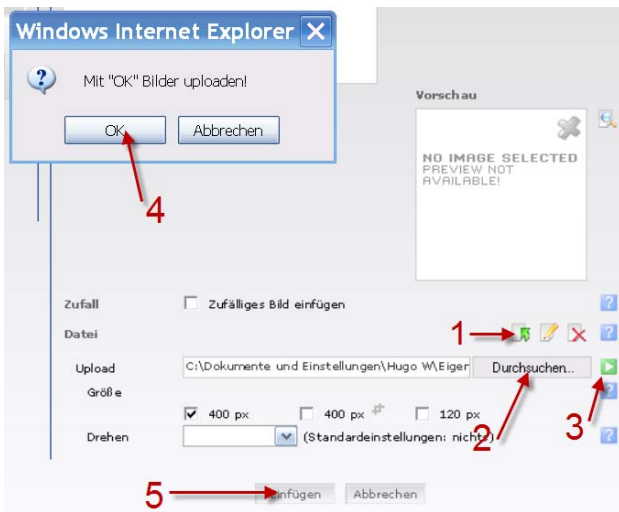 Windows Internet Explorer
Mit "OK" Bilder uploaden!
OK
Abbrechen
4
Vorschau
NO IMAGE SELECTED
PREVIEW NOT
AVAILABLE!
Zufall
Zufälliges Bild einfügen
Datei
1
Upload
C:\Dokumente und Einstellungen\Hugo W\Eiger
Durchsuchen...
Größe
400 px
400 px
120 px
2
3
Drehen
(Standardeinstellungen: nichts)
5
Einfügen
Abbrechen